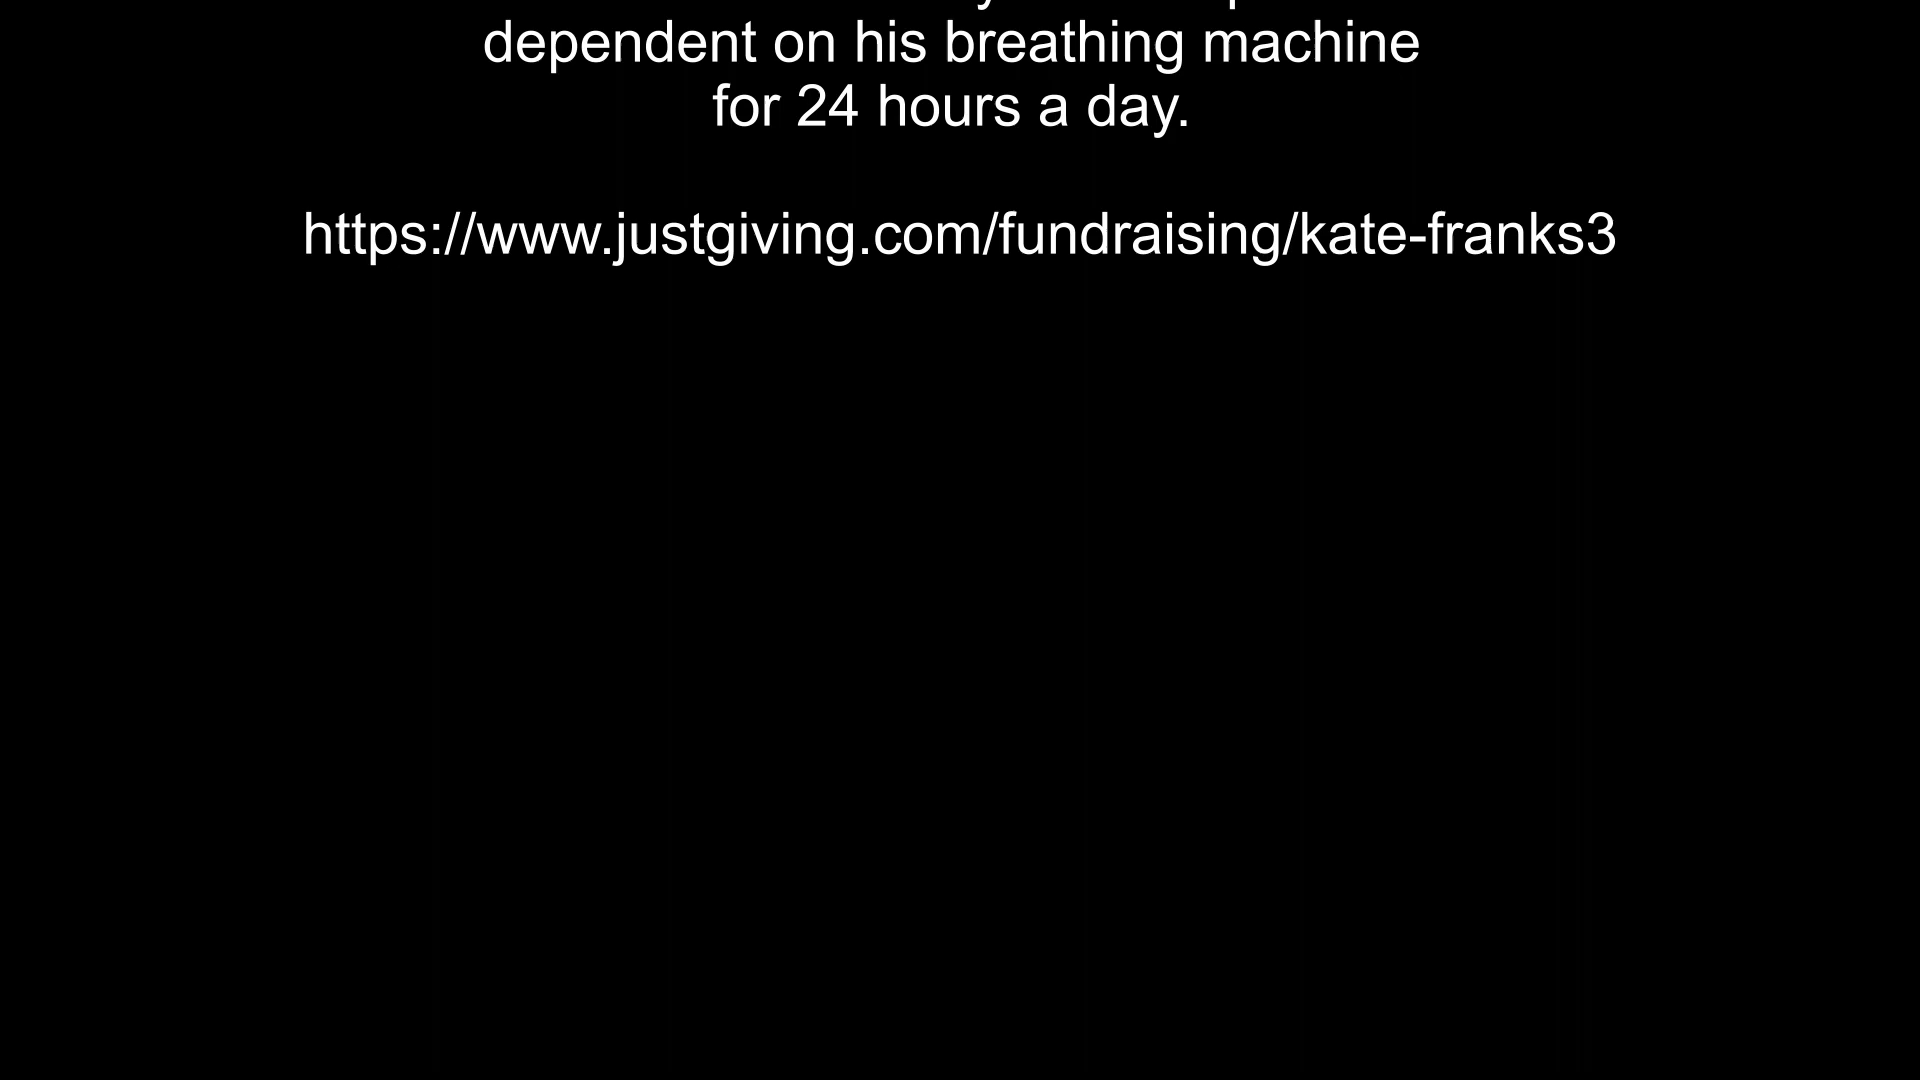 dependent on his breathing machine
for 24 hours a day.
https://www.justgiving.com/fundraising/kate-franks3